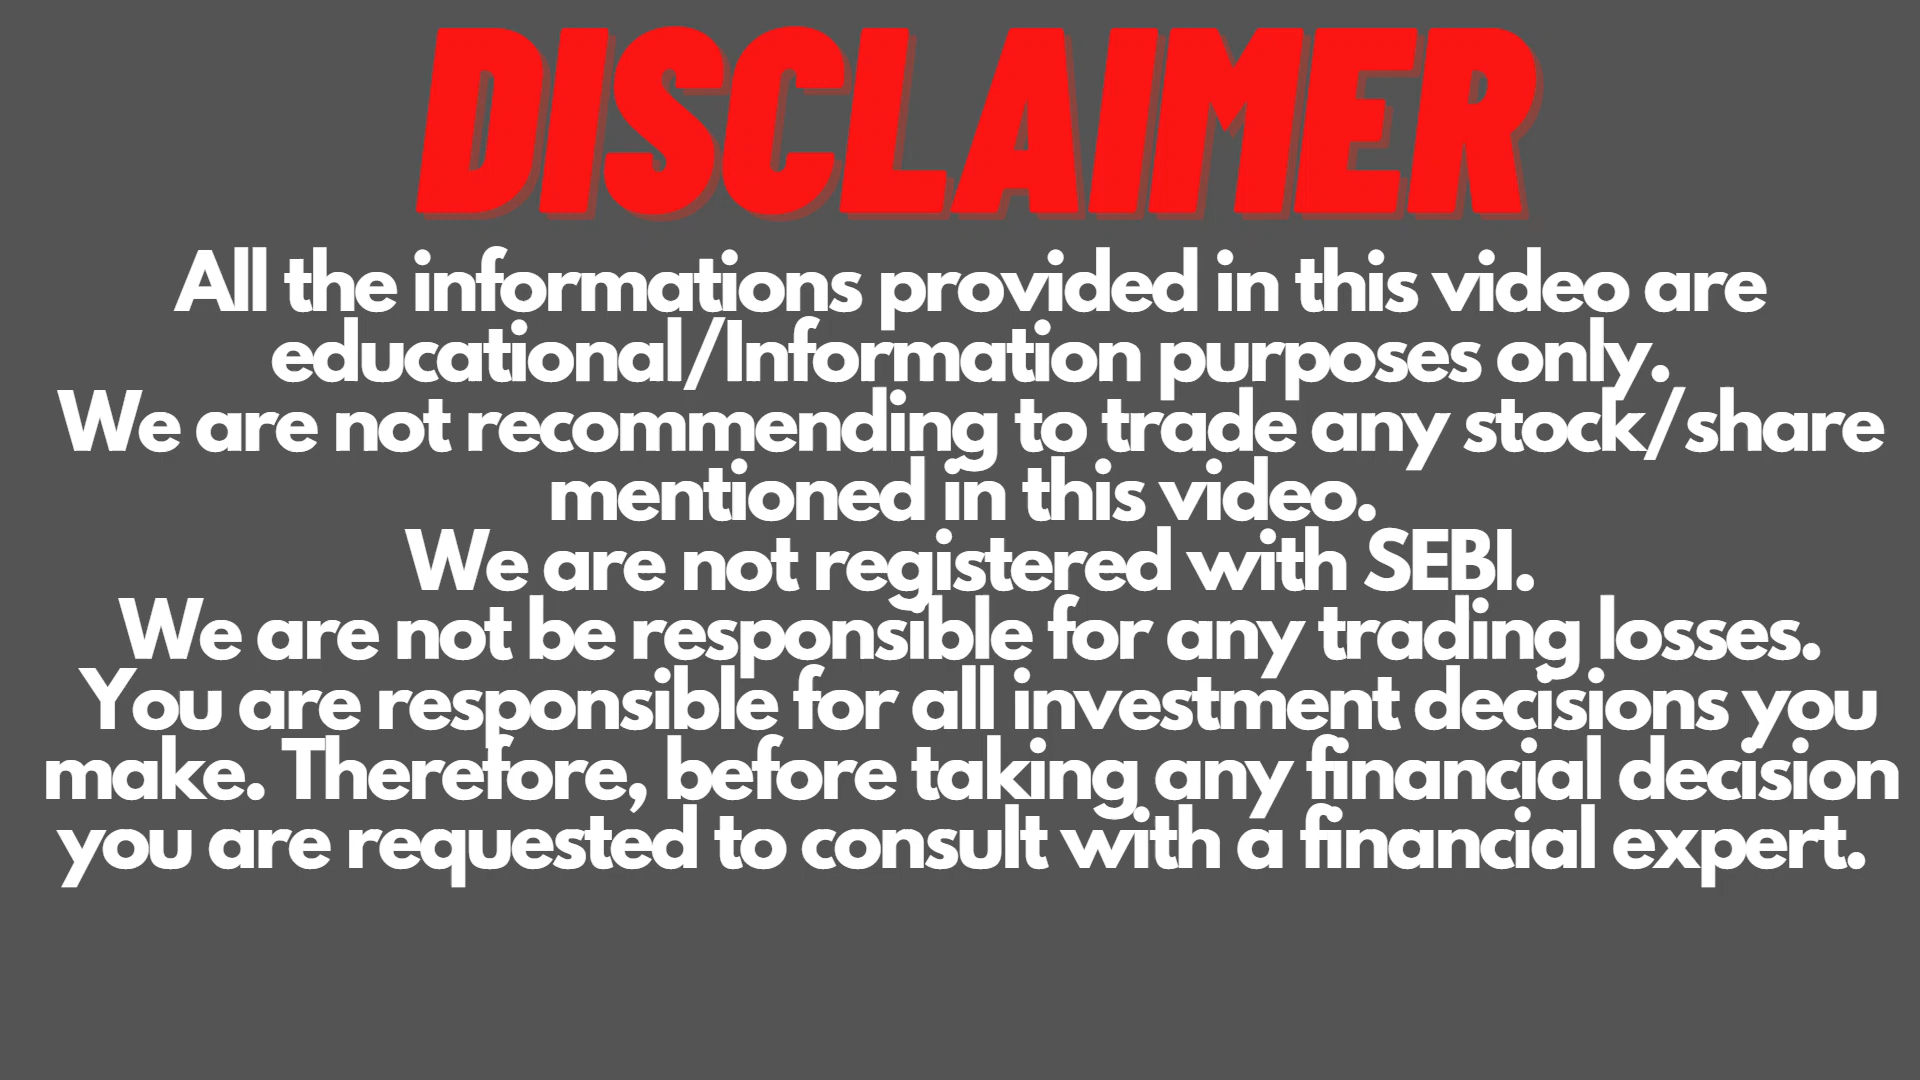 DISCLAIMER
All the informations provided in this video are
educational/Information purposes only.
We are not recommending to trade any stock/share
mentioned in this video.
We are not registered with SEBI.
We are not be responsible for any trading losses.
You are responsible for all investment decisions you
make. Therefore, before taking any financial decision
you are requested to consult with a financial expert.